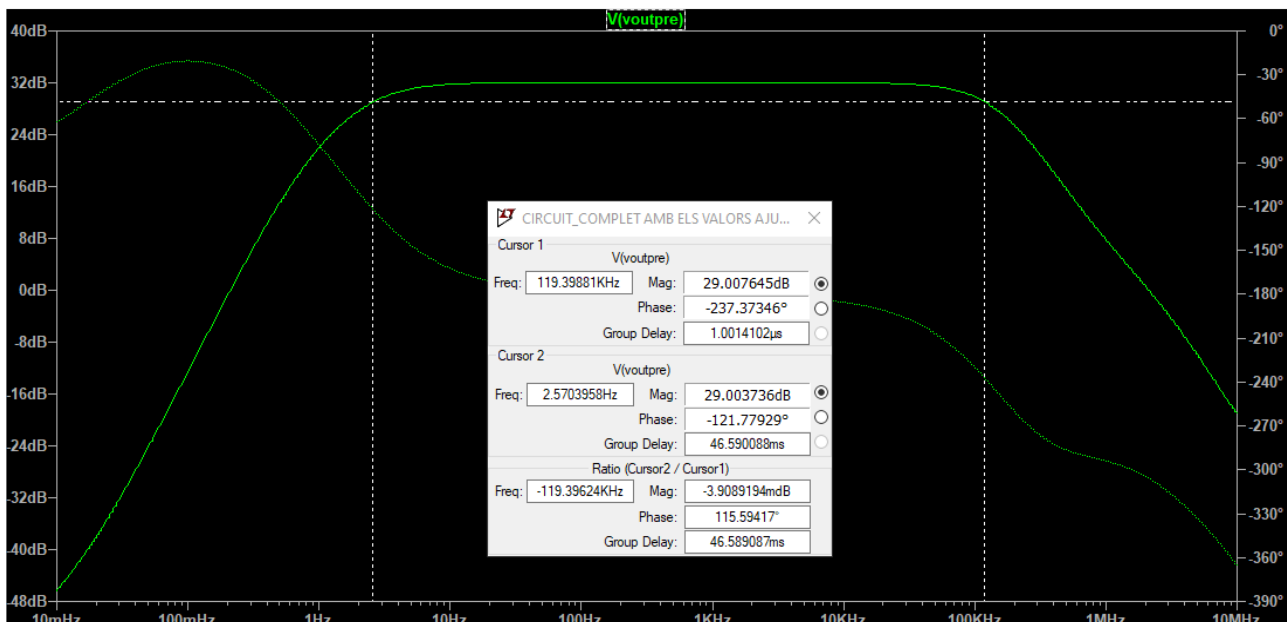 V(voutpre)
40dB
32dB
24dB
16dB
8dB
0dB
-8dB
-16dB
-24dB
-32dB
-40dB
-48dB
0°
-30°
-60°
-90°
-120°
-150°
-180°
-210°
-240°
-270°
-300°
-330°
-360°
-390°
10mHz 100mHz 1Hz 10Hz 100Hz 1KHz 10KHz 100KHz 1MHz 10MHz
CIRCUIT_COMPLET AMB ELS VALORS AJU...
Cursor 1
V(voutpre)
Freq: 119.39881KHz Mag: 29.007645dB
Phase: -237.37346°
Group Delay: 1.0014102µs
Cursor 2
V(voutpre)
Freq: 2.5703958Hz Mag: 29.003736dB
Phase: -121.77929°
Group Delay: 46.590088ms
Ratio (Cursor2 / Cursor1)
Freq: -119.39624KHz Mag: -3.9089194mdB
Phase: 115.59417°
Group Delay: 46.589087ms